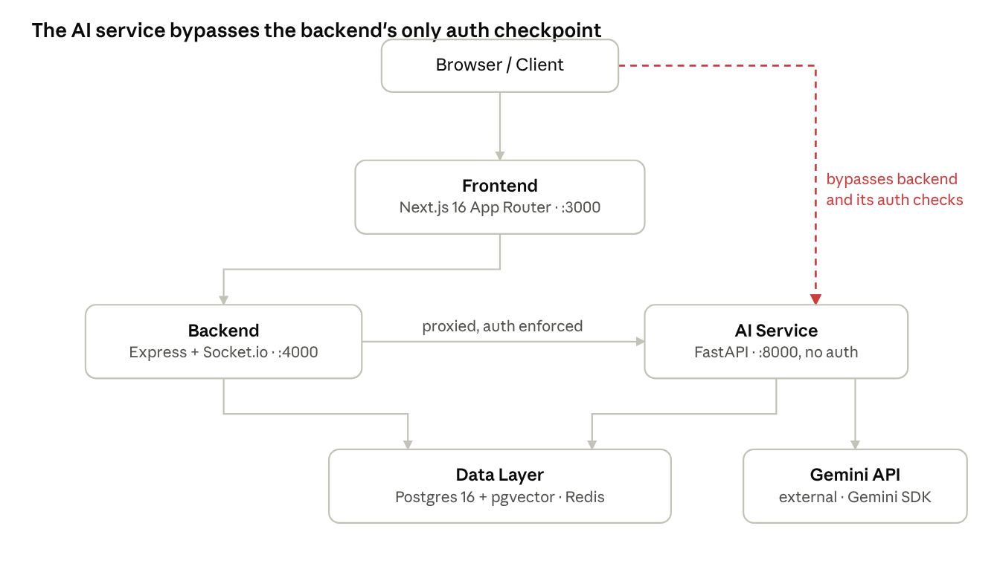 The AI service bypasses the backend's only auth checkpoint
Browser / Client
Frontend
Next.js 16 App Router · :3000
bypasses backend
and its auth checks
Backend
Express + Socket.io · :4000
proxied, auth enforced
AI Service
FastAPI · :8000, no auth
Data Layer
Postgres 16 + pgvector · Redis
Gemini API
external · Gemini SDK